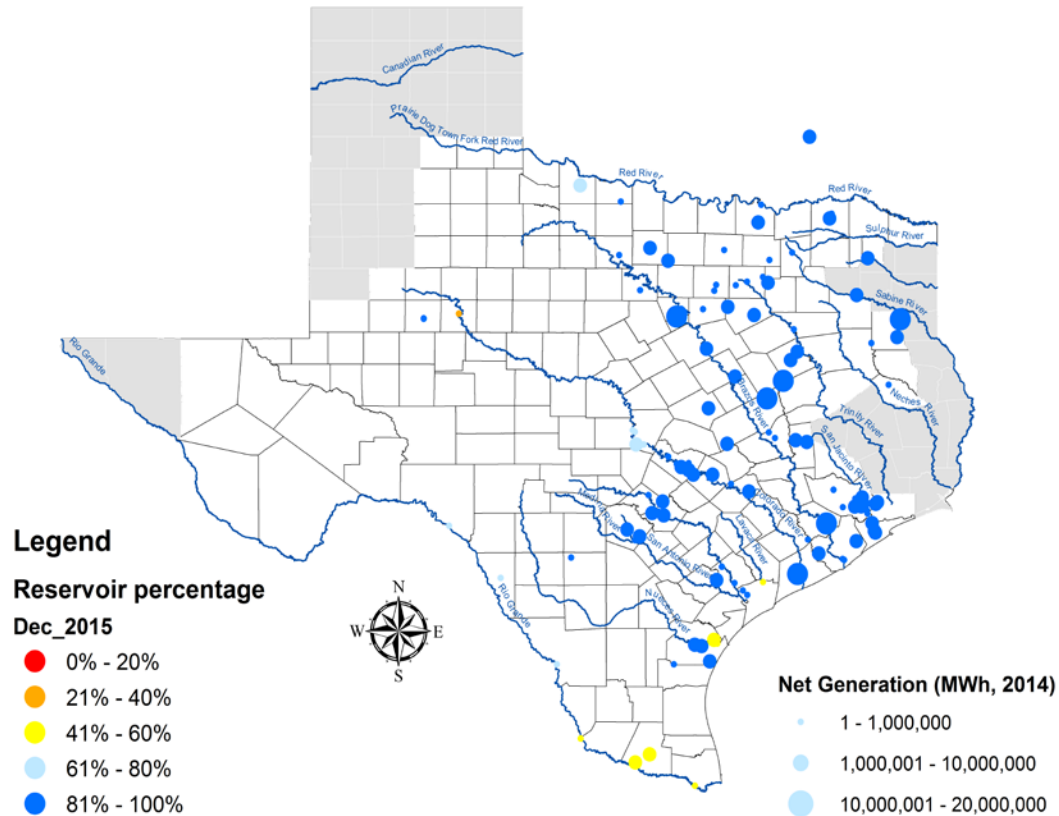 Canadian River
Prairie Dog Town Fork Red River
Red River
Red River
Sulphur River
Sabine River
Rio Grande
Neches River
Brazos River
Trinity River
San Jacinto River
Colorado River
Medina River
Lavaca River
San Antonio River
Nueces River
Rio Grande
N
W E
S
Legend
Reservoir percentage
Dec_2015
0% - 20%
21% - 40%
41% - 60%
61% - 80%
81% - 100%
Net Generation (MWh, 2014)
1 - 1,000,000
1,000,001 - 10,000,000
10,000,001 - 20,000,000